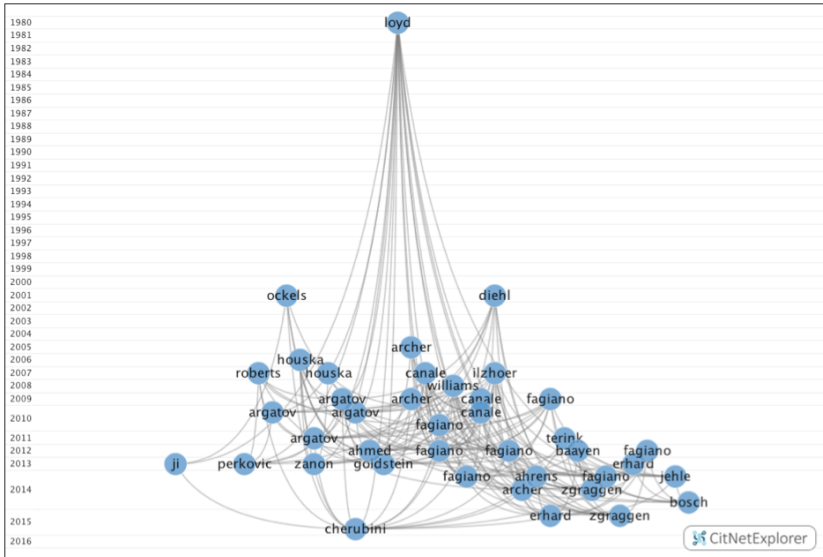 1980
loyd
1981
1982
1983
1984
1985
1986
1987
1988
1989
1990
1991
1992
1993
1994
1995
1996
1997
1998
1999
2000
2001
ockels
diehl
2002
2003
2004
2005
archer
2006
houska
2007
roberts
houska
canale
ilzhoer
2008
williams
2009
argatov
archer
canale
fagiano
argatov
argatov
canale
2010
fagiano
2011
argatov
terink
2012
ahmed
fagiano
fagiano
baayen
fagiano
2013
ji
perkovic
zanon
goldstein
erhard
fagiano
ahrens
fagiano
jehle
2014
archer
zgraggen
bosch
2015
erhard
zgraggen
cherubini
2016
CitNetExplorer